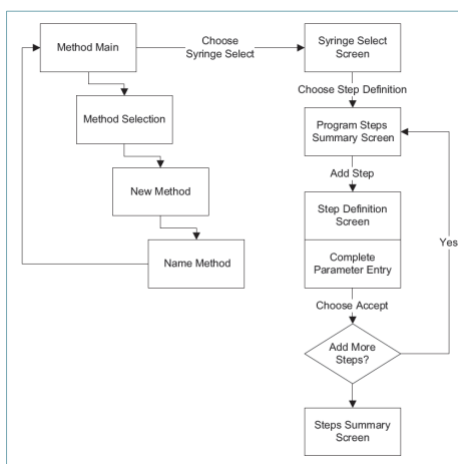 Method Main
Choose
Syringe Select
Syringe Select
Screen
Choose Step Definition
Method Selection
Program Steps
Summary Screen
Add Step
New Method
Step Definition
Screen
Yes
Name Method
Complete
Parameter Entry
Choose Accept
Add More
Steps?
Steps Summary
Screen